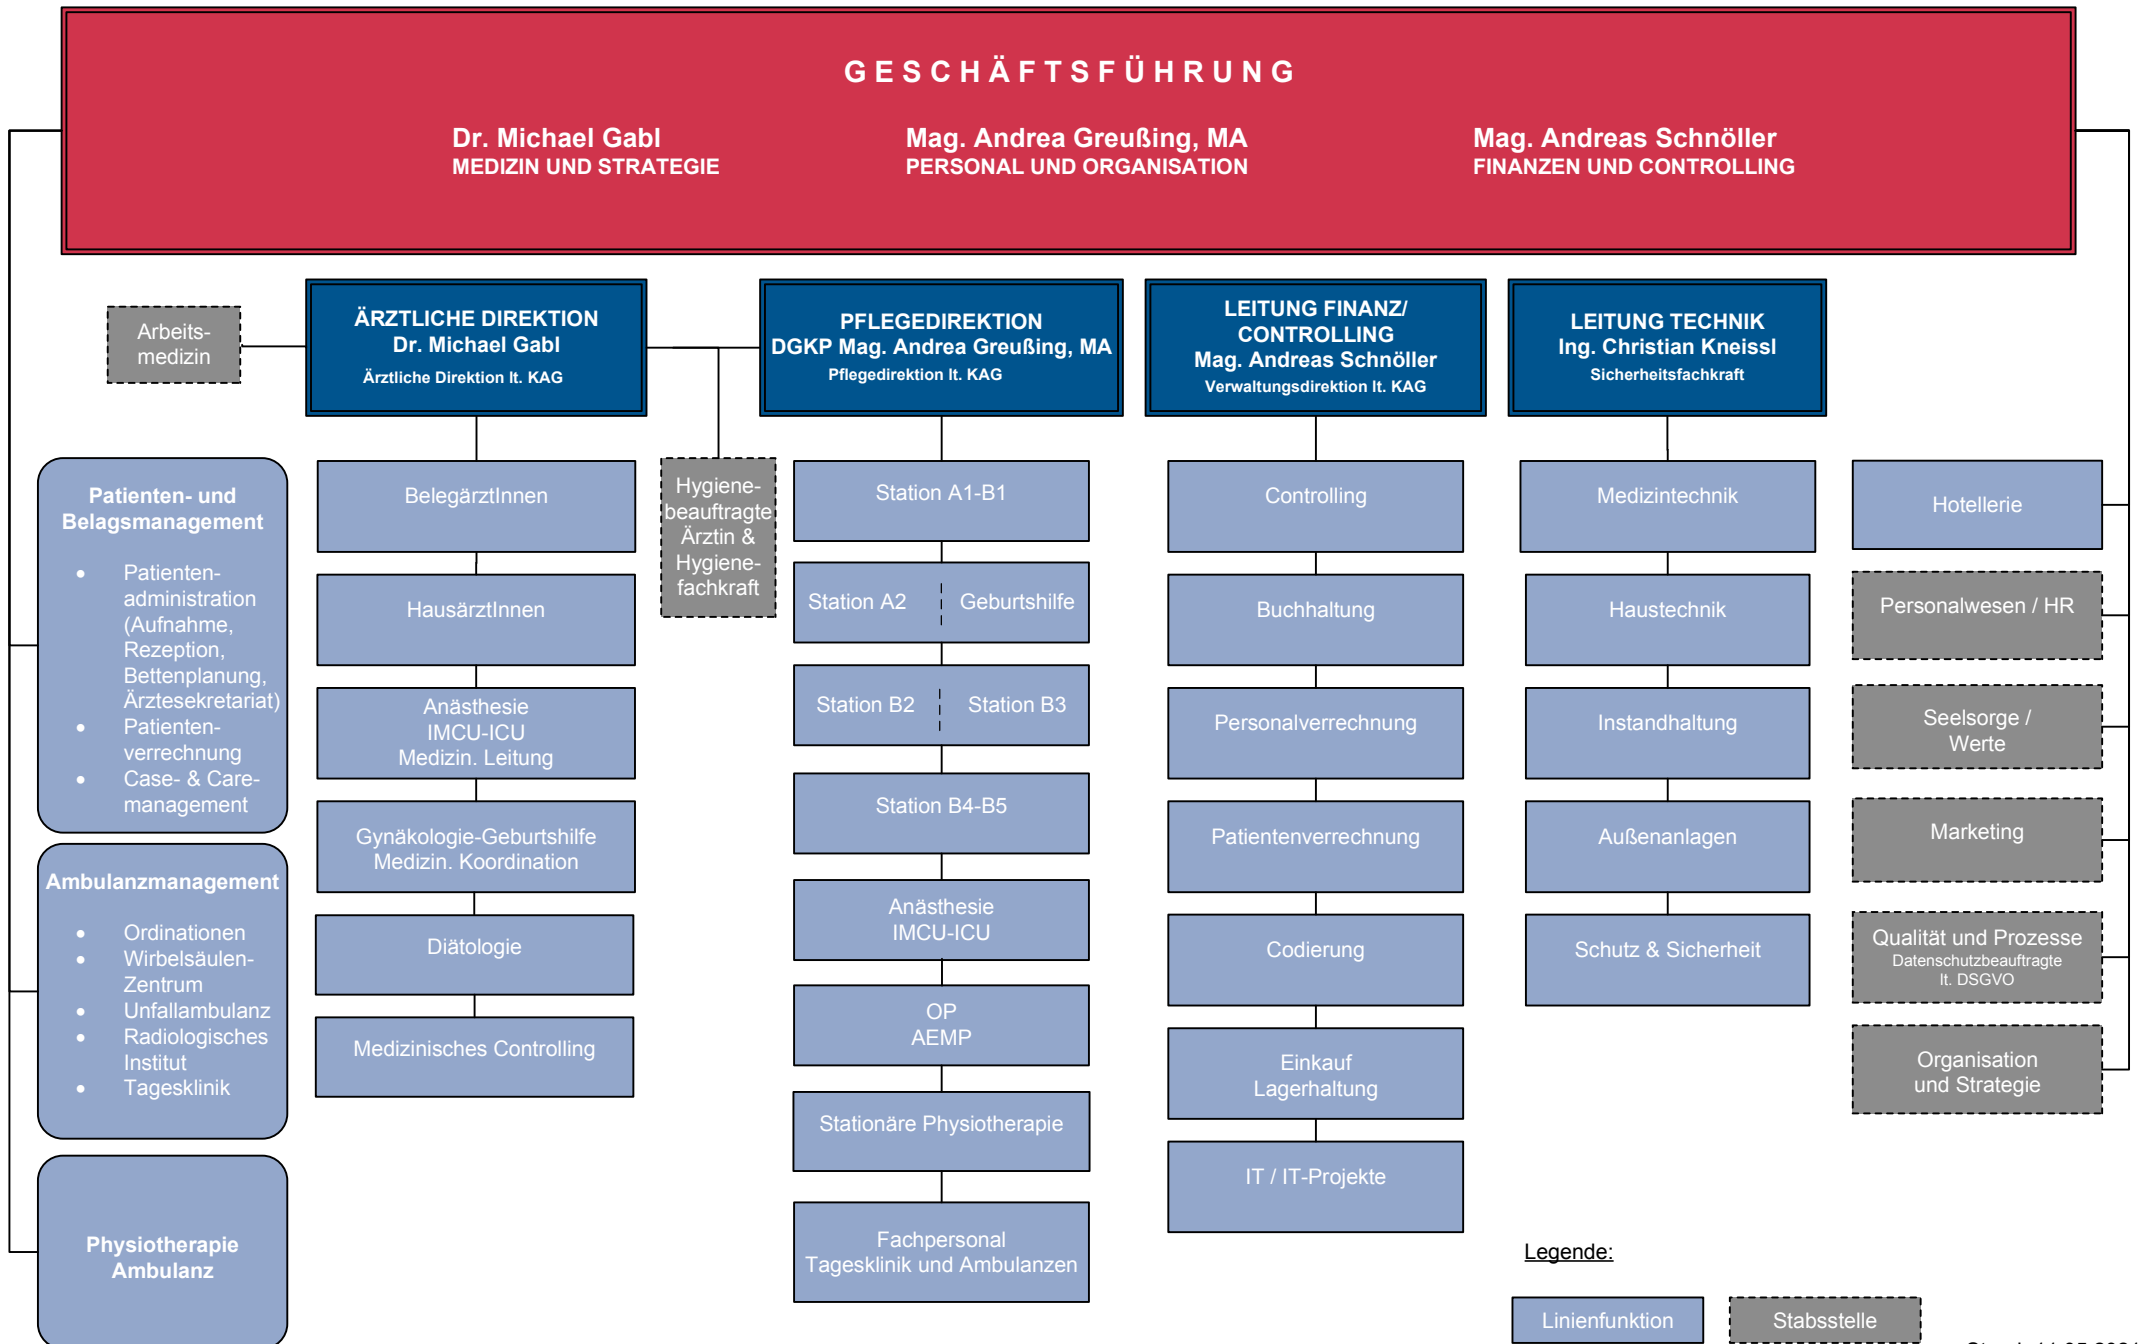 GESCHÄFTSFÜHRUNG
Dr. Michael Gabl
MEDIZIN UND STRATEGIE
Mag. Andrea Greußing, MA
PERSONAL UND ORGANISATION
Mag. Andreas Schnöller
FINANZEN UND CONTROLLING
Arbeits-
medizin
ÄRZTLICHE DIREKTION
Dr. Michael Gabl
Ärztliche Direktion lt. KAG
PFLEGEDIREKTION
DGKP Mag. Andrea Greußing, MA
Pflegedirektion lt. KAG
LEITUNG FINANZ/
CONTROLLING
Mag. Andreas Schnöller
Verwaltungsdirektion lt. KAG
LEITUNG TECHNIK
Ing. Christian Kneissl
Sicherheitsfachkraft
Patienten- und
Belagsmanagement
• Patienten-
administration
(Aufnahme,
Rezeption,
Bettenplanung,
Ärztesekretariat)
• Patienten-
verrechnung
• Case- & Care-
management
Ambulanzmanagement
• Ordinationen
• Wirbelsäulen-
Zentrum
• Unfallambulanz
• Radiologisches
Institut
• Tagesklinik
Physiotherapie
Ambulanz
BelegärztInnen
HausärztInnen
Anästhesie
IMCU-ICU
Medizin. Leitung
Gynäkologie-Geburtshilfe
Medizin. Koordination
Diätologie
Medizinisches Controlling
Hygiene-
beauftragte
Ärztin &
Hygiene-
fachkraft
Station A1-B1
Station A2
Geburtshilfe
Station B2
Station B3
Station B4-B5
Anästhesie
IMCU-ICU
OP
AEMP
Stationäre Physiotherapie
Fachpersonal
Tagesklinik und Ambulanzen
Controlling
Buchhaltung
Personalverrechnung
Patientenverrechnung
Codierung
Einkauf
Lagerhaltung
IT / IT-Projekte
Medizintechnik
Haustechnik
Instandhaltung
Außenanlagen
Schutz & Sicherheit
Hotellerie
Personalwesen / HR
Seelsorge /
Werte
Marketing
Qualität und Prozesse
Datenschutzbeauftragte
lt. DSGVO
Organisation
und Strategie
Legende:
Linienfunktion
Stabsstelle